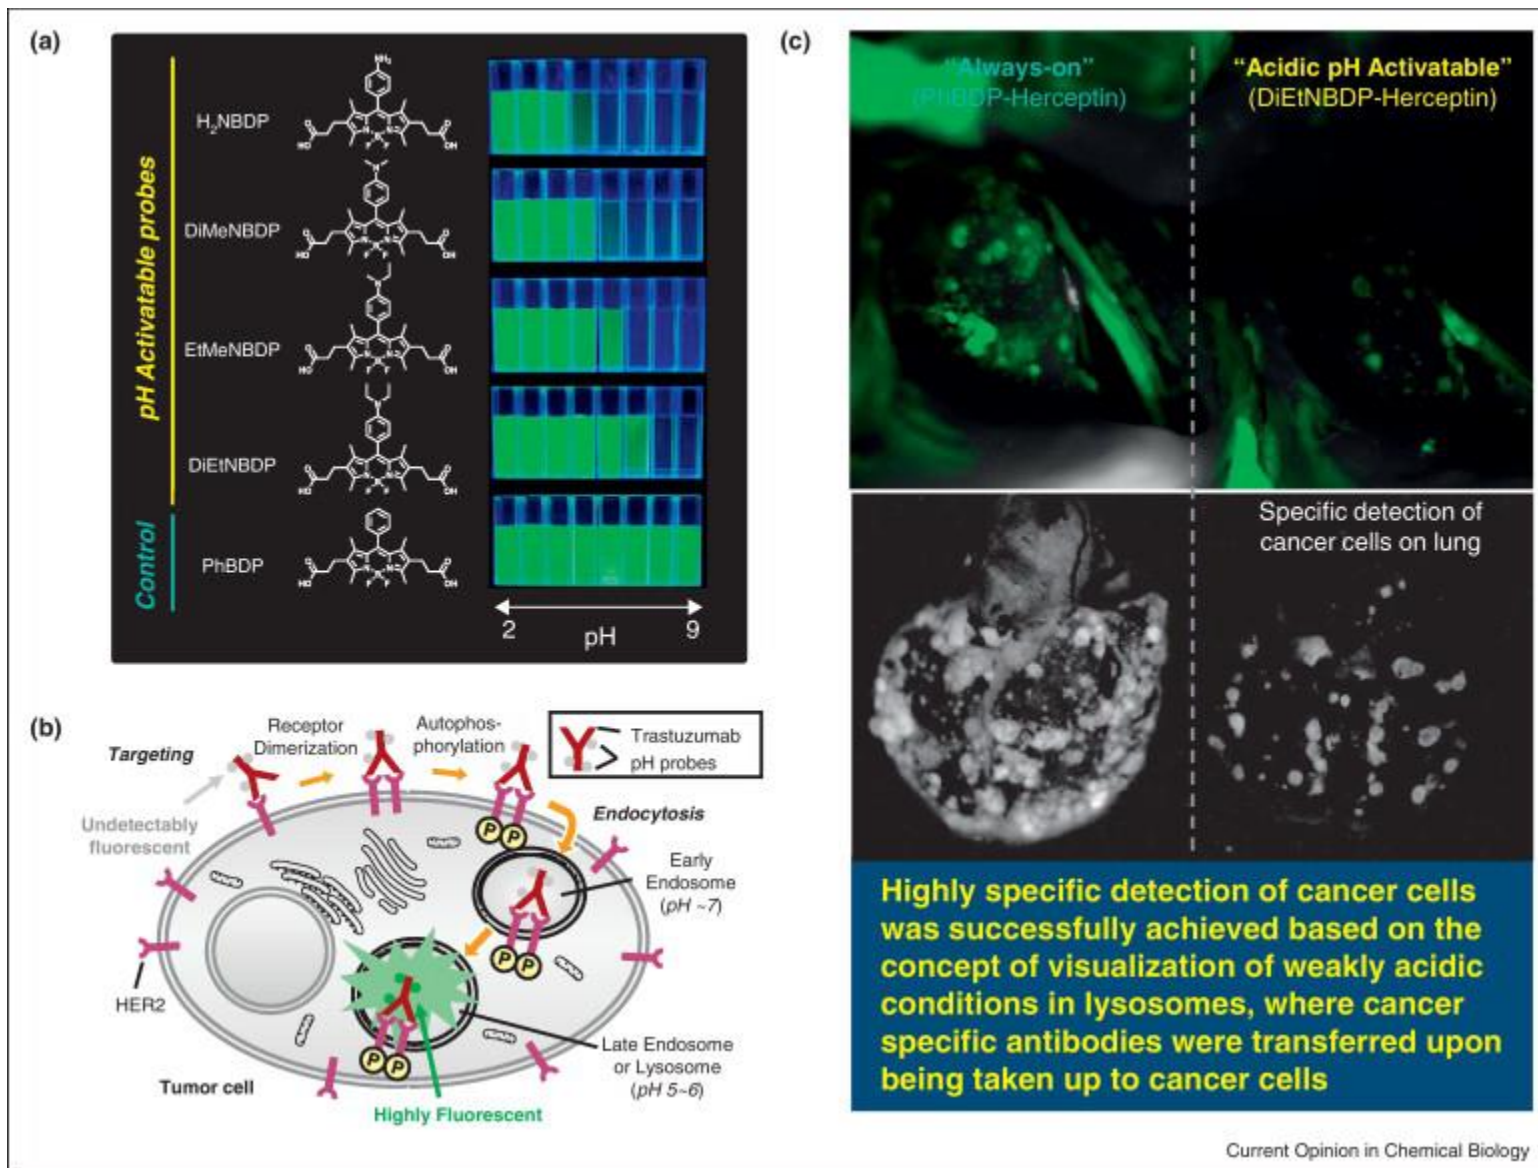 (a)
pH Activatable probes
Control
H2NBDP
NH2
DiMeNBDP
EtMeNBDP
DiEtNBDP
PhBDP
2
pH
9
(b)
Targeting
Receptor
Dimerization
Autophos-
phorylation
Trastuzumab
pH probes
Undetectably
fluorescent
Endocytosis
Early
Endosome
(pH ~7)
P P
P P
P P
HER2
Late Endosome
or Lysosome
(pH 5~6)
Tumor cell
Highly Fluorescent
(c)
“Always-on”
(PhBDP-Herceptin)
“Acidic pH Activatable”
(DiEtNBDP-Herceptin)
Specific detection of
cancer cells on lung
Highly specific detection of cancer cells
was successfully achieved based on the
concept of visualization of weakly acidic
conditions in lysosomes, where cancer
specific antibodies were transferred upon
being taken up to cancer cells
Current Opinion in Chemical Biology